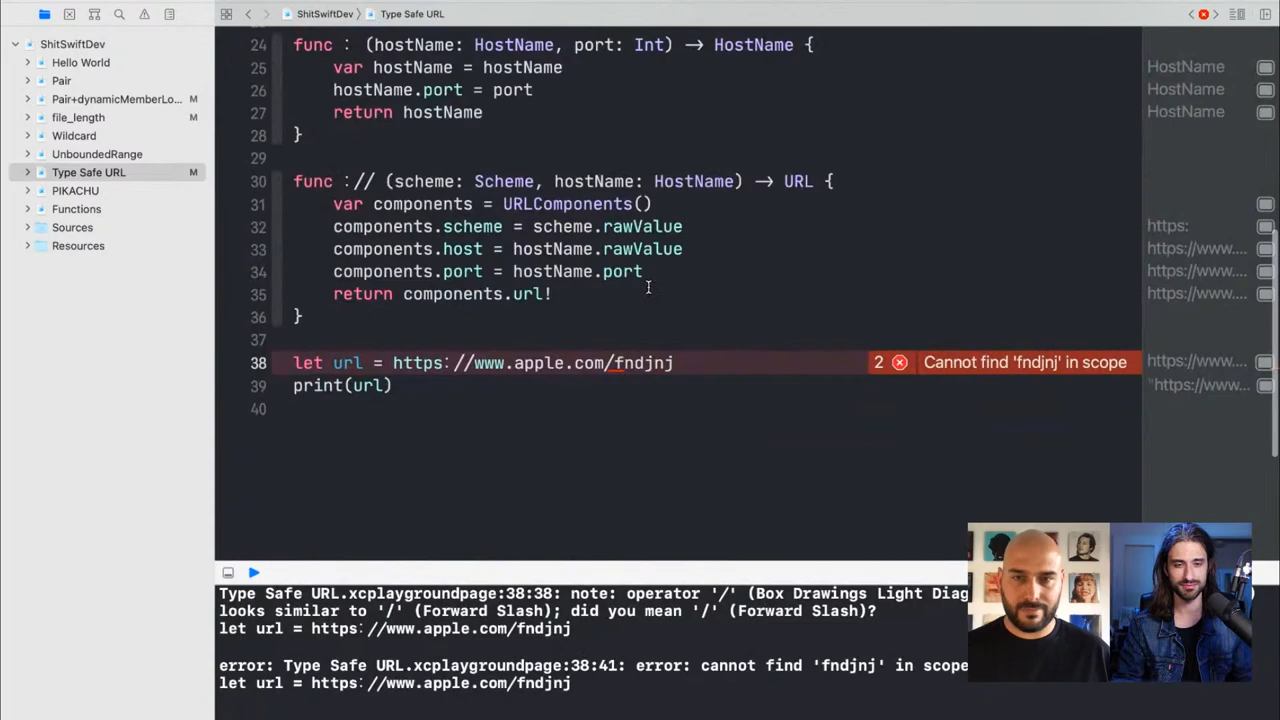 ShitSwiftDev > Type Safe URL
ShitSwiftDev
Hello World
Pair
Pair+dynamicMemberLo... M
file_length M
Wildcard
UnboundedRange
Type Safe URL M
PIKACHU
Functions
Sources
Resources
24 func : (hostName: HostName, port: Int) -> HostName {
25 var hostName = hostName
26 hostName.port = port
27 return hostName
28 }
29
30 func :// (scheme: Scheme, hostName: HostName) -> URL {
31 var components = URLComponents()
32 components.scheme = scheme.rawValue
33 components.host = hostName.rawValue
34 components.port = hostName.port
35 return components.url!
36 }
37
38 let url = https://www.apple.com/fndjnj 2 Cannot find 'fndjnj' in scope
39 print(url)
40
HostName
HostName
HostName
https:
https://www....
https://www....
https://www....
https://www....
"https://www....
Type Safe URL.xcplaygroundpage:38:38: note: operator '╱' (Box Drawings Light Diag
looks similar to '/' (Forward Slash); did you mean '/' (Forward Slash)?
let url = https://www.apple.com/fndjnj
error: Type Safe URL.xcplaygroundpage:38:41: error: cannot find 'fndjnj' in scope
let url = https://www.apple.com/fndjnj